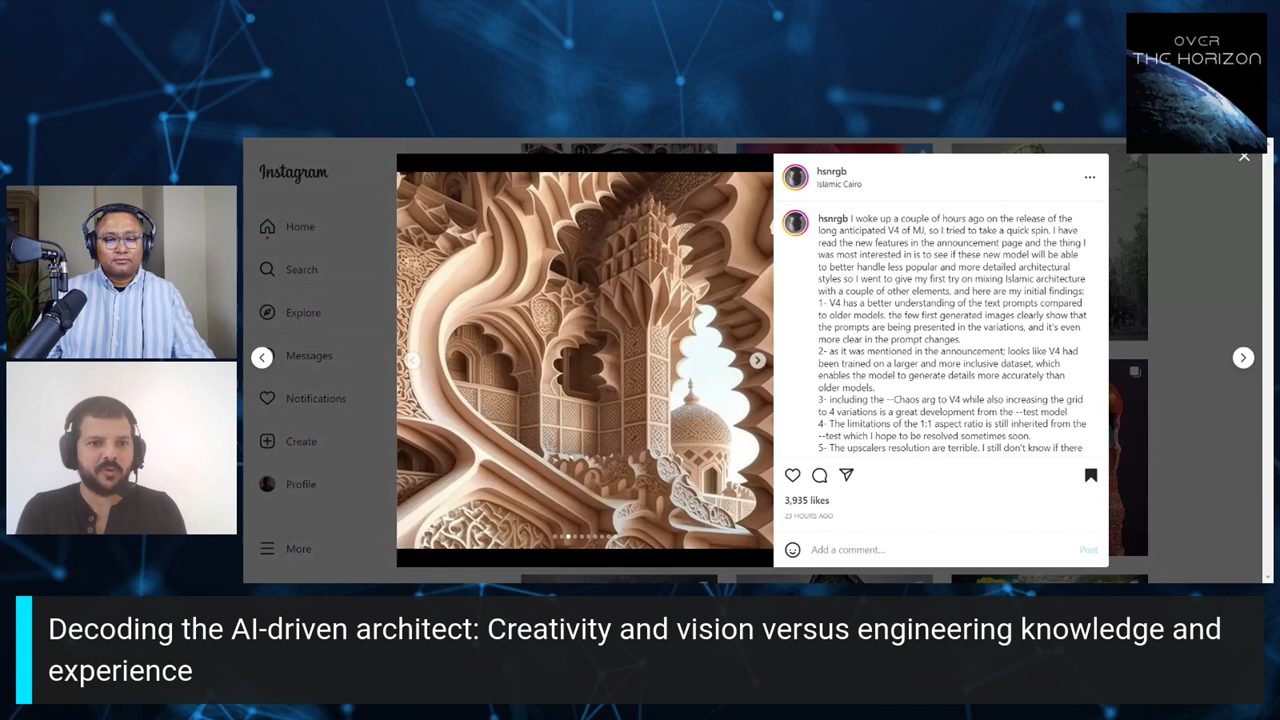 OVER
THE HORIZON
Instagram
Home
Search
Explore
Messages
Notifications
Create
Profile
More
hsnrgb
Islamic Cairo
hsnrgb I woke up a couple of hours ago on the release of the
long anticipated V4 of MJ, so I tried to take a quick spin. I have
read the new features in the announcement page and the thing I
was most interested in is to see if these new model will be able
to better handle less popular and more detailed architectural
styles so I went to give my first try on mixing Islamic architecture
with a couple of other elements, and here are my initial findings:
1- V4 has a better understanding of the text prompts compared
to older models. the few first generated images clearly show that
the prompts are being presented in the variations, and it's even
more clear in the prompt changes.
2- as it was mentioned in the announcement; looks like V4 had
been trained on a larger and more inclusive dataset, which
enables the model to generate details more accurately than
older models.
3- including the --Chaos arg to V4 while also increasing the grid
to 4 variations is a great development from the --test model
4- The limitations of the 1:1 aspect ratio is still inherited from the
--test which I hope to be resolved sometimes soon.
5- The upscalers resolution are terrible. I still don't know if there
3,935 likes
23 HOURS AGO
Add a comment...
Post
Decoding the AI-driven architect: Creativity and vision versus engineering knowledge and
experience